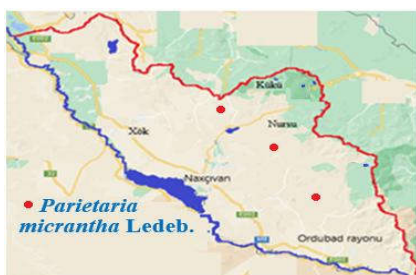 Kükü
Nursu
Xok
Naxçıvan
Parietaria
micrantha Ledeb.
Ordubad rayonu